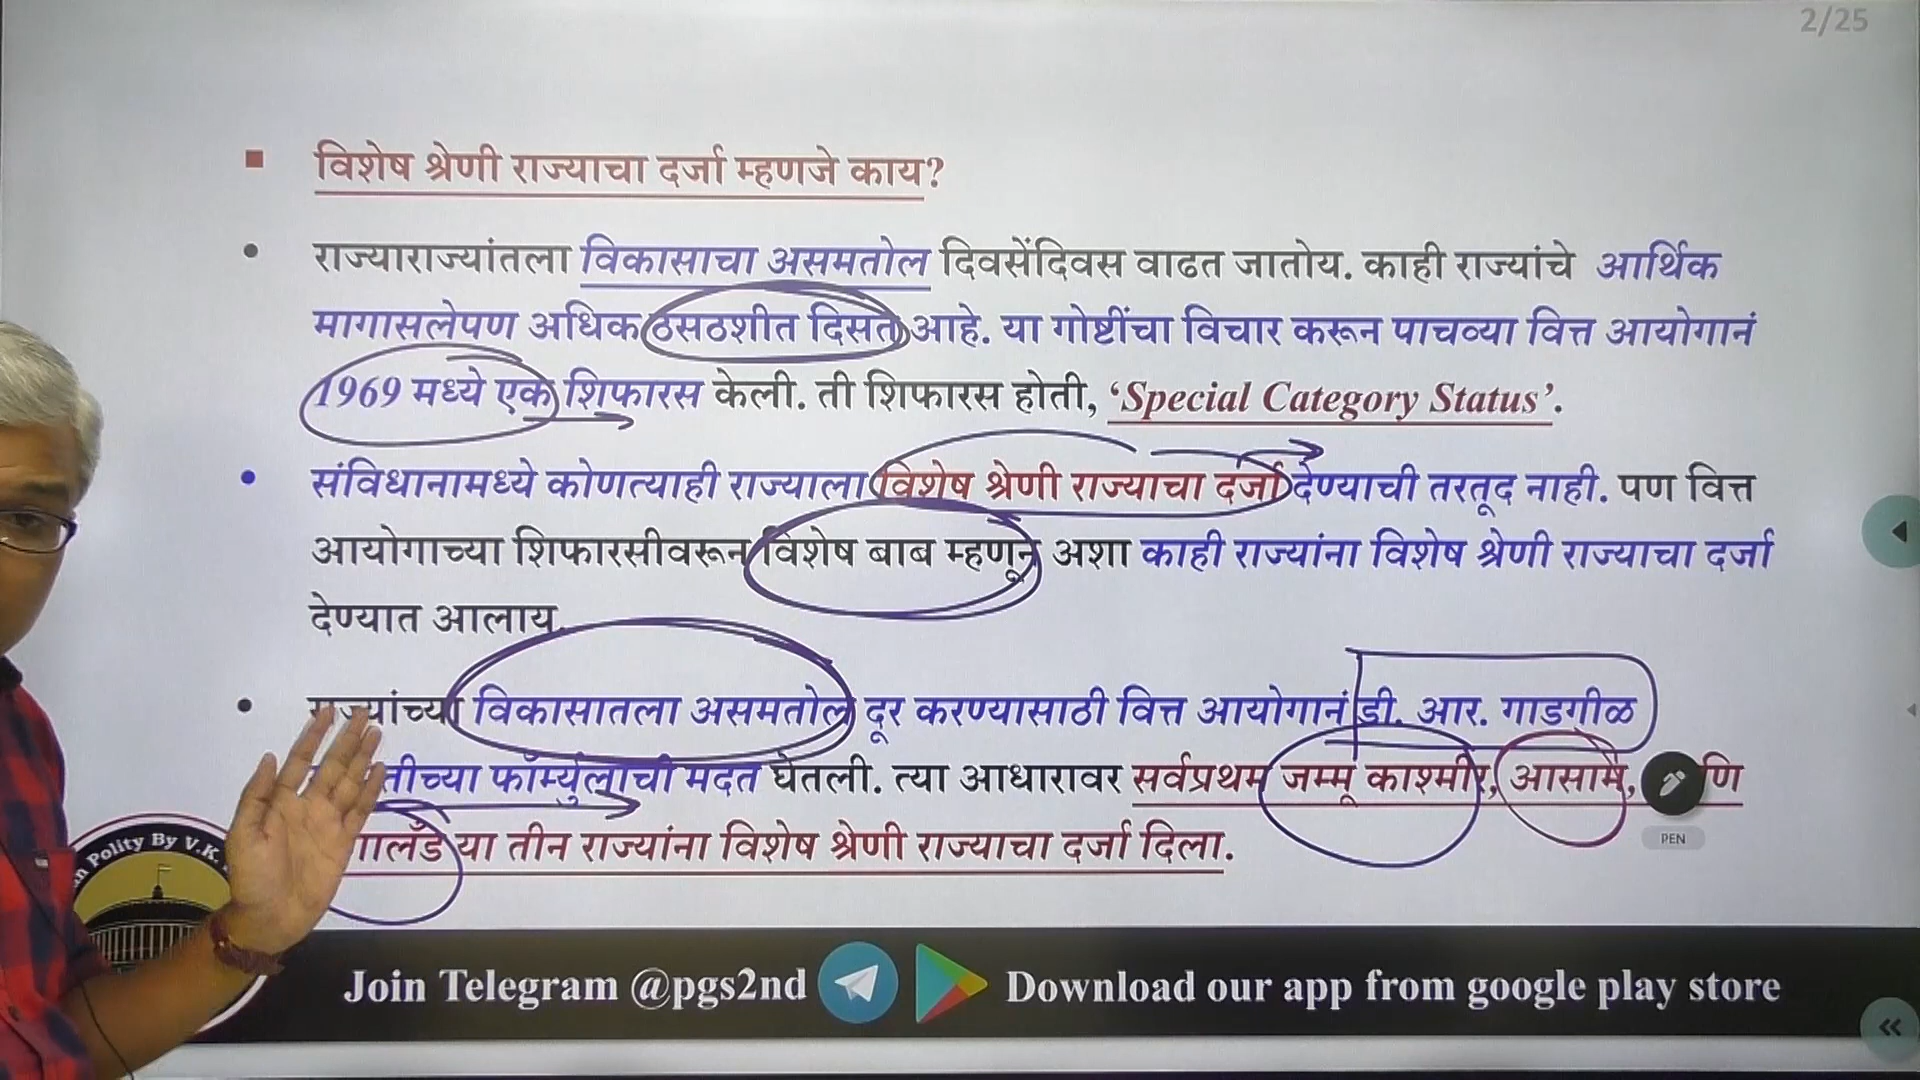 2/25
विशेष श्रेणी राज्याचा दर्जा म्हणजे काय?
राज्याराज्यांतला विकासाचा असमतोल दिवसेंदिवस वाढत जातोय. काही राज्यांचे आर्थिक
मागासलेपण अधिक ठसठशीत दिसत आहे. या गोष्टींचा विचार करून पाचव्या वित्त आयोगानं
1969 मध्ये एक शिफारस केली. ती शिफारस होती, ‘Special Category Status’.
संविधानामध्ये कोणत्याही राज्याला विशेष श्रेणी राज्याचा दर्जा देण्याची तरतूद नाही. पण वित्त
आयोगाच्या शिफारसीवरून विशेष बाब म्हणून अशा काही राज्यांना विशेष श्रेणी राज्याचा दर्जा
देण्यात आलाय.
राज्यांच्या विकासातला असमतोल दूर करण्यासाठी वित्त आयोगानं डी. आर. गाडगीळ
फॉर्म्युलाची मदत घेतली. त्या आधारावर सर्वप्रथम जम्मू काश्मीर, आसाम,
या तीन राज्यांना विशेष श्रेणी राज्याचा दर्जा दिला.
PEN
Polity By V.K.
Join Telegram @pgs2nd Download our app from google play store